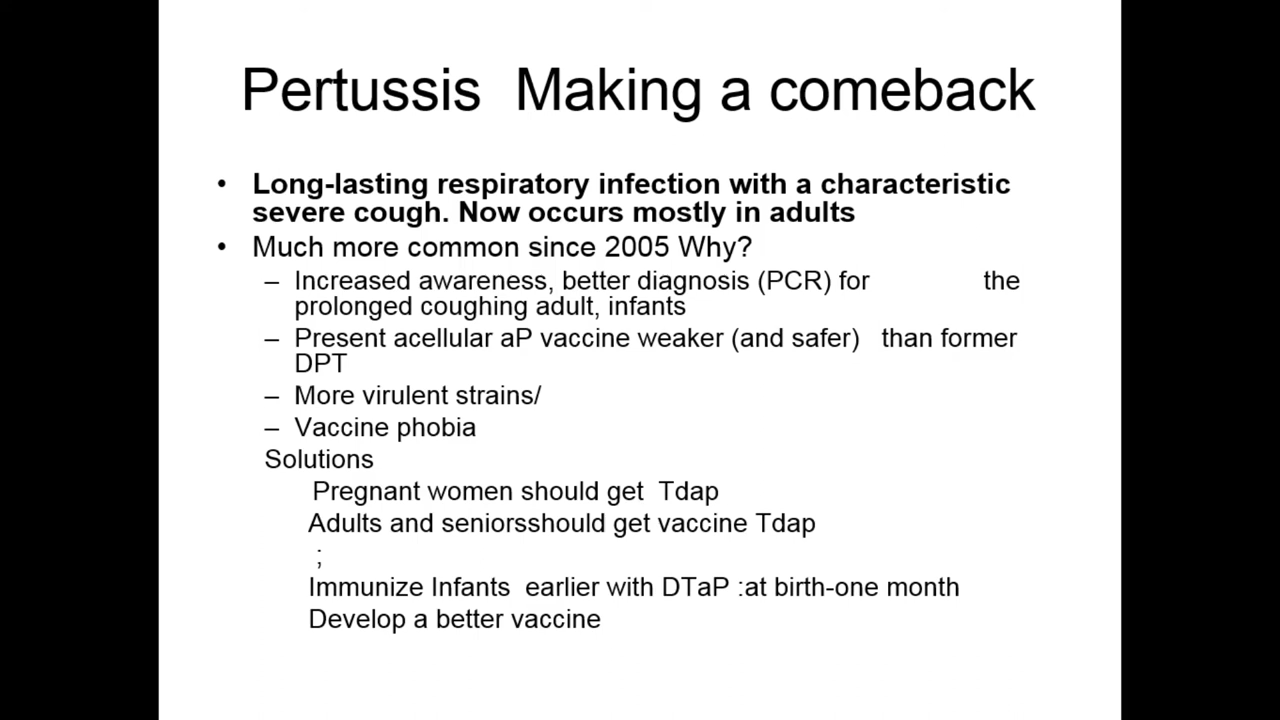 Pertussis  Making a comeback
• Long-lasting respiratory infection with a characteristic
severe cough. Now occurs mostly in adults
• Much more common since 2005 Why?
– Increased awareness, better diagnosis (PCR) for the
prolonged coughing adult, infants
– Present acellular aP vaccine weaker (and safer) than former
DPT
– More virulent strains/
– Vaccine phobia
Solutions
Pregnant women should get Tdap
Adults and seniorsshould get vaccine Tdap
;
Immunize Infants earlier with DTaP :at birth-one month
Develop a better vaccine